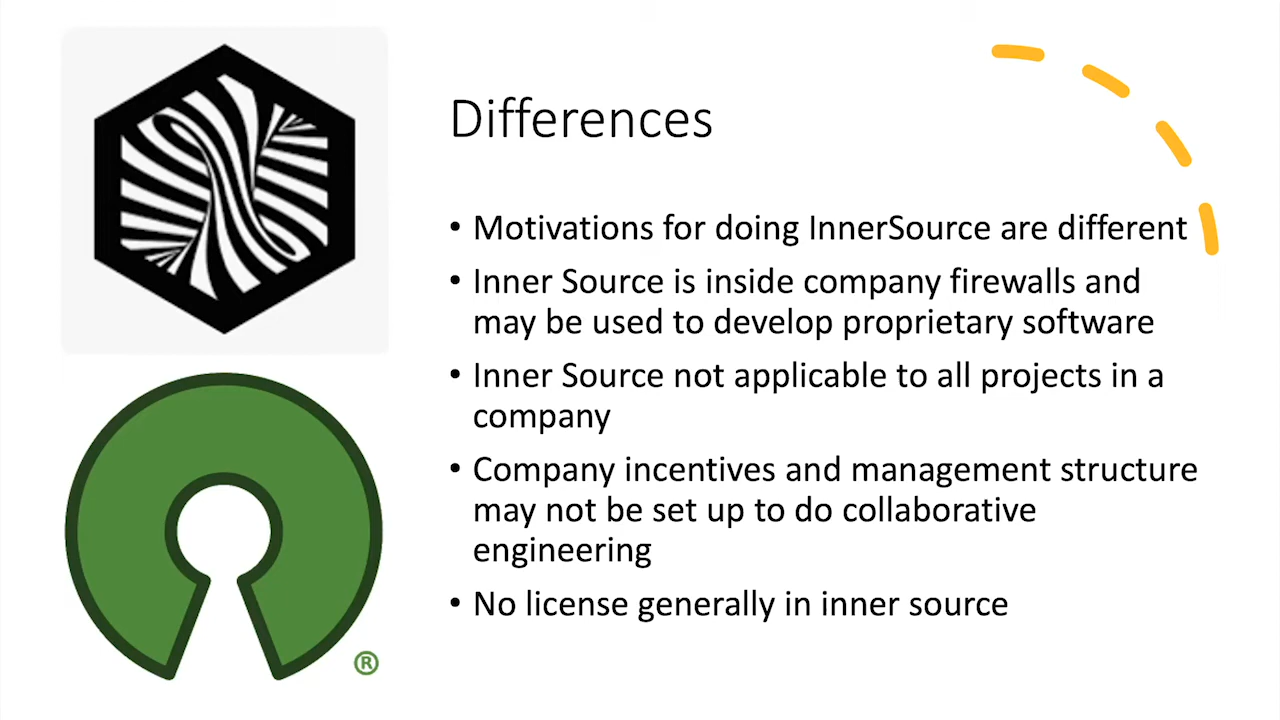 Differences
• Motivations for doing InnerSource are different
• Inner Source is inside company firewalls and
may be used to develop proprietary software
• Inner Source not applicable to all projects in a
company
• Company incentives and management structure
may not be set up to do collaborative
engineering
• No license generally in inner source
®